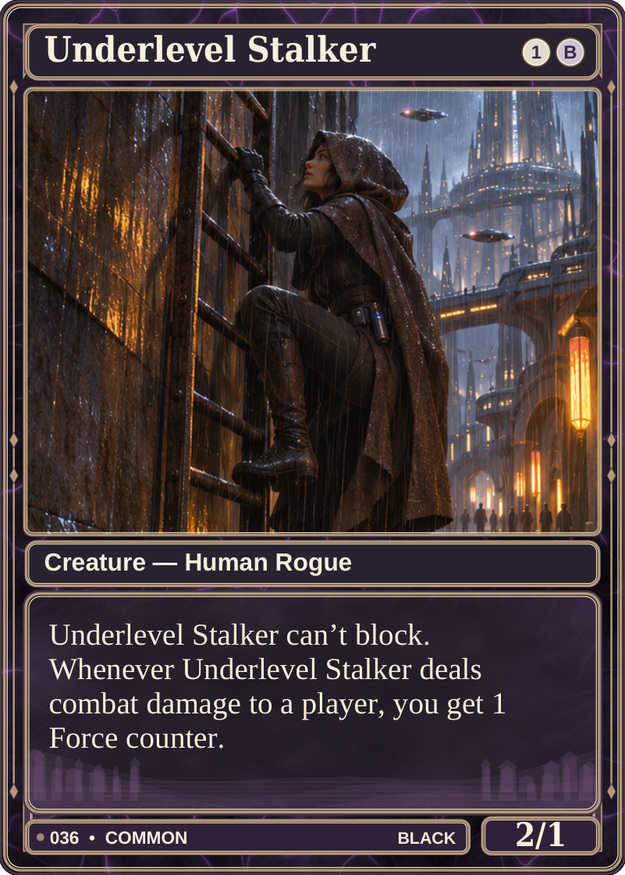 Underlevel Stalker 1 B
Creature — Human Rogue
Underlevel Stalker can’t block.
Whenever Underlevel Stalker deals
combat damage to a player, you get 1
Force counter.
036 • COMMON BLACK 2/1